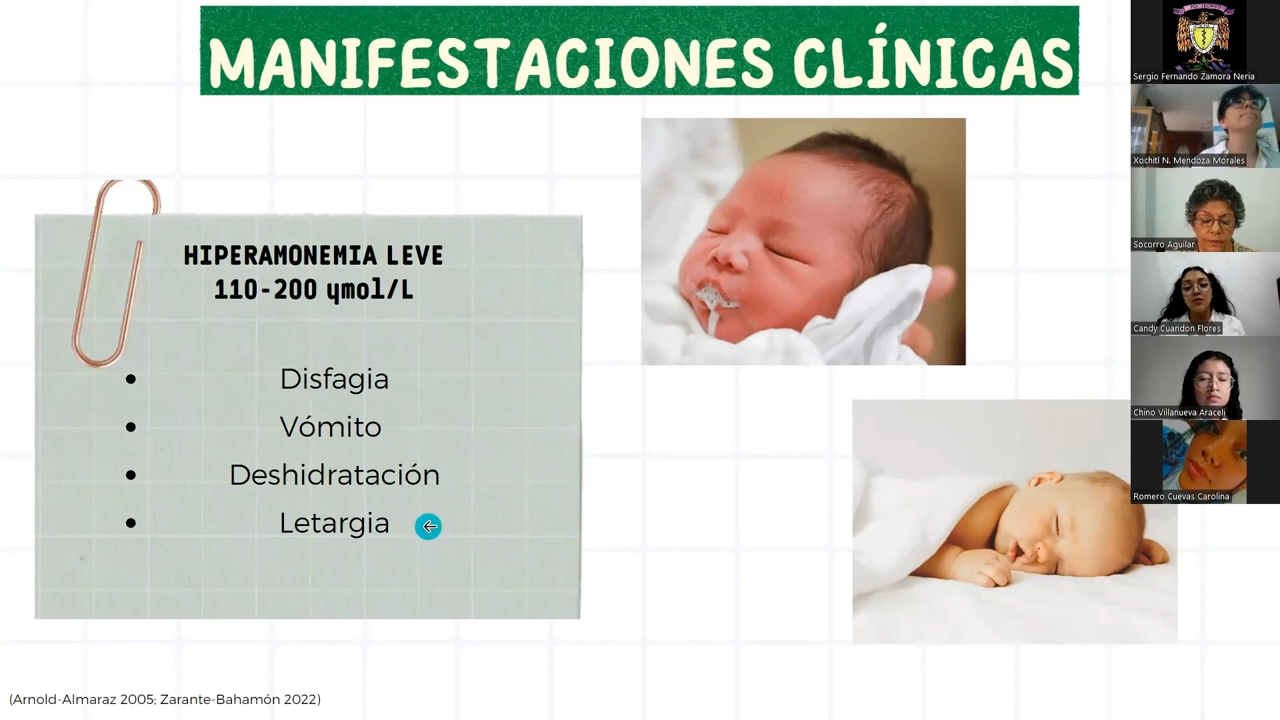 MANIFESTACIONES CLÍNICAS
HIPERAMONEMIA LEVE
110-200 ymol/L
• Disfagia
• Vómito
• Deshidratación
• Letargia
(Arnold-Almaraz 2005; Zarante-Bahamón 2022)
Sergio Fernando Zamora Neria
Xochitl N. Mendoza Morales
Socorro Aguilar
Candy Cuandon Flores
Chino Villanueva Araceli
Romero Cuevas Carolina